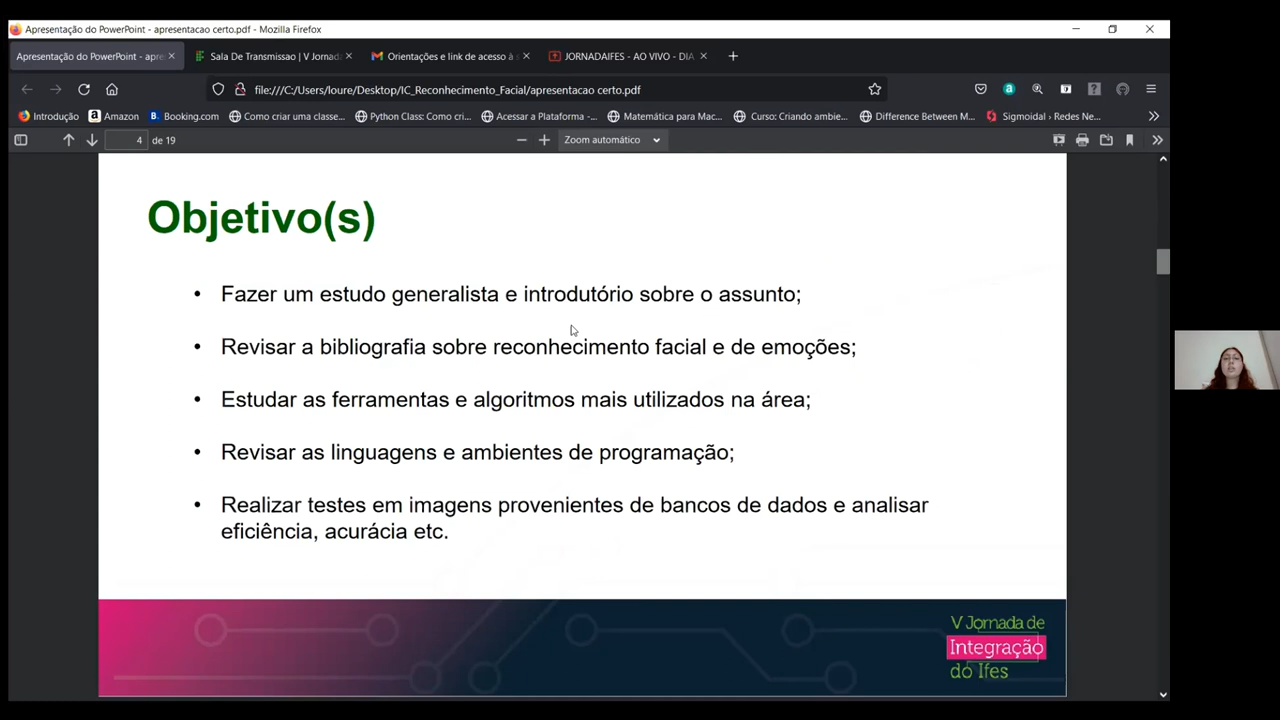 Apresentação do PowerPoint - apresentacao certo.pdf - Mozilla Firefox
Apresentação do PowerPoint - apre
Sala De Transmissao | V Jornada
Orientações e link de acesso à s
JORNADAIFES - AO VIVO - DIA
file:///C:/Users/loure/Desktop/IC_Reconhecimento_Facial/apresentacao certo.pdf
Introdução
Amazon
Booking.com
Como criar uma classe...
Python Class: Como cri...
Acessar a Plataforma -...
Matemática para Mac...
Curso: Criando ambie...
Difference Between M...
Sigmoidal › Redes Ne...
4 de 19
Zoom automático
Objetivo(s)
• Fazer um estudo generalista e introdutório sobre o assunto;
• Revisar a bibliografia sobre reconhecimento facial e de emoções;
• Estudar as ferramentas e algoritmos mais utilizados na área;
• Revisar as linguagens e ambientes de programação;
• Realizar testes em imagens provenientes de bancos de dados e analisar
eficiência, acurácia etc.
V Jornada de
Integração
do Ifes